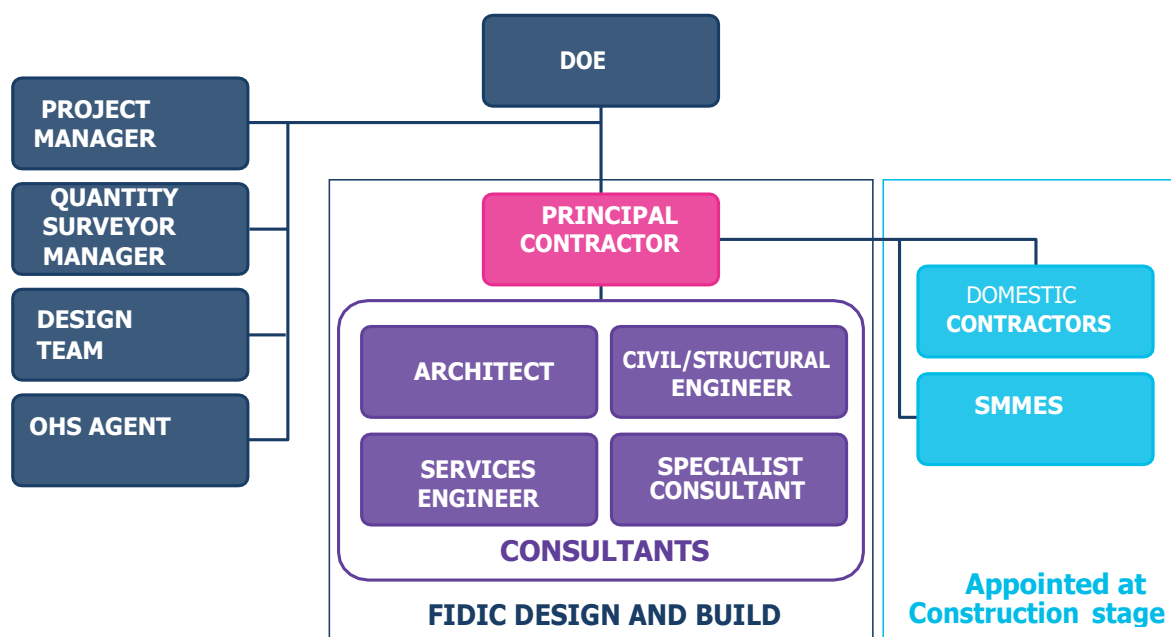 DOE
PROJECT
MANAGER
QUANTITY
SURVEYOR
MANAGER
DESIGN
TEAM
OHS AGENT
PRINCIPAL
CONTRACTOR
ARCHITECT
CIVIL/STRUCTURAL
ENGINEER
SERVICES
ENGINEER
SPECIALIST
CONSULTANT
CONSULTANTS
FIDIC DESIGN AND BUILD
DOMESTIC
CONTRACTORS
SMMES
Appointed at
Construction stage